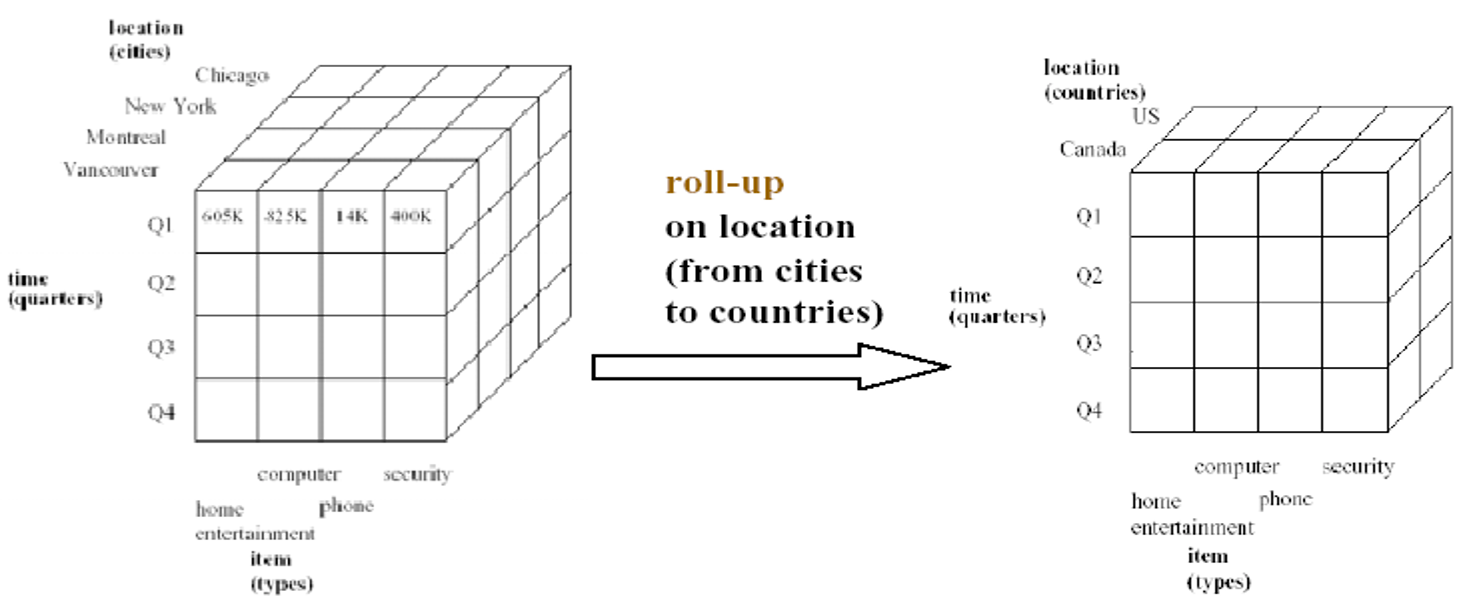 location
(cities)
Chicago
New York
Montreal
Vancouver
Q1
605K 825K 14K 400K
time
(quarters)
Q2
Q3
Q4
computer security
home phone
entertainment
item
(types)
roll-up
on location
(from cities
to countries)
location
(countries)
US
Canada
Q1
Q2
time
(quarters)
Q3
Q4
computer security
home phone
entertainment
item
(types)